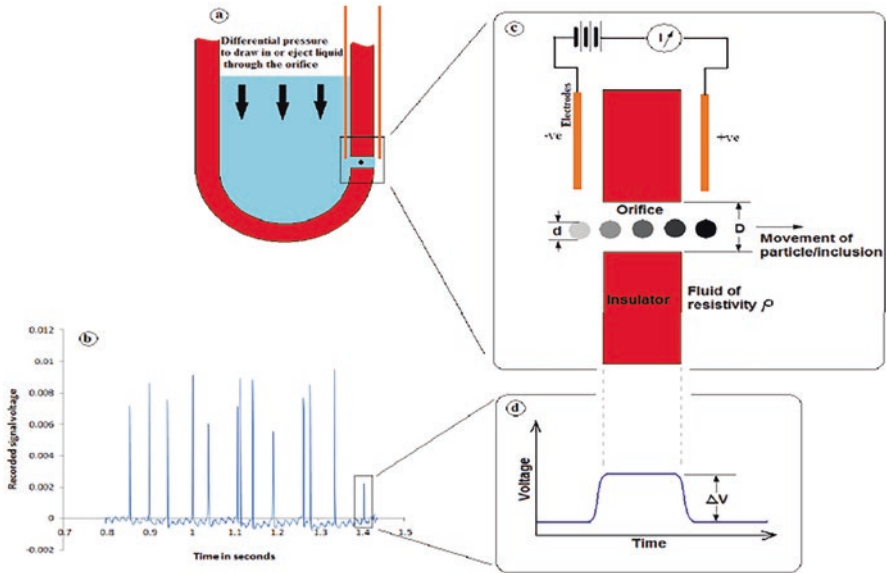 a
Differential pressure
to draw in or eject liquid
through the orifice
c
I
Electrodes
-ve
+ve
Orifice
d
D
Movement of
particle/inclusion
Insulator
Fluid of
resistivity ρ
b
0.012
0.01
0.008
0.006
0.004
0.002
0
-0.002
Recorded signal voltage
0.7
0.8
0.9
1
1.1
1.2
1.3
1.4
1.5
Time in seconds
d
Voltage
ΔV
Time